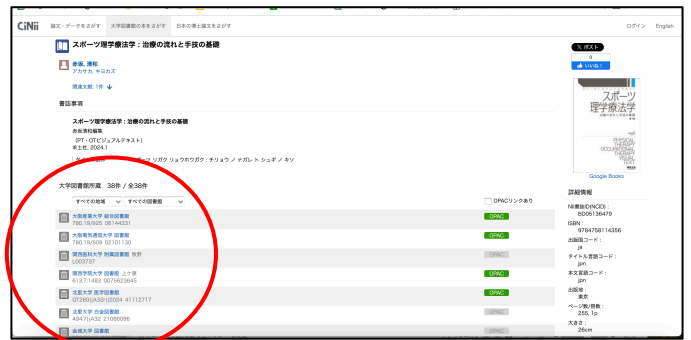 CiNii 論文・データをさがす 大学図書館の本をさがす 日本の博士論文をさがす ログイン English
スポーツ理学療法学 : 治療の流れと手技の基礎
赤坂, 清和
アカサカ, キヨカズ
関連文献: 1件
書誌事項
スポーツ理学療法学 : 治療の流れと手技の基礎
赤坂清和編集
(PT・OTビジュアルテキスト)
羊土社, 2024.1
リガク リョウホウガク : チリョウ ノ ナガレ ト シュギ ノ キソ
大学図書館所蔵 38件 / 全38件
すべての地域 すべての図書館 OPACリンクあり
大阪産業大学 綜合図書館 OPAC
780.19/925 06144331
大阪電気通信大学 図書館 OPAC
780.19/S09 02101130
関西医科大学 附属図書館 牧野 OPAC
L003737
関西学院大学 図書館 上ケ原 OPAC
613.7:1483 0075623645
北里大学 医学図書館 OPAC
QT260||A32r||2024 41112717
北里大学 白金図書館 OPAC
494.7||A32 21086096
金城大学 図書館
X ポスト
0
いいね!
スポーツ
理学療法学
PHYSICAL
THERAPY
OCCUPATIONAL
THERAPY
VISUAL
TEXT
Google Books
詳細情報
NII書誌ID(NCID) :
BD05136479
ISBN :
9784758114356
出版国コード :
ja
タイトル言語コード :
jpn
本文言語コード :
jpn
出版地 :
東京
ページ数/冊数 :
255, 1p
大きさ :
26cm